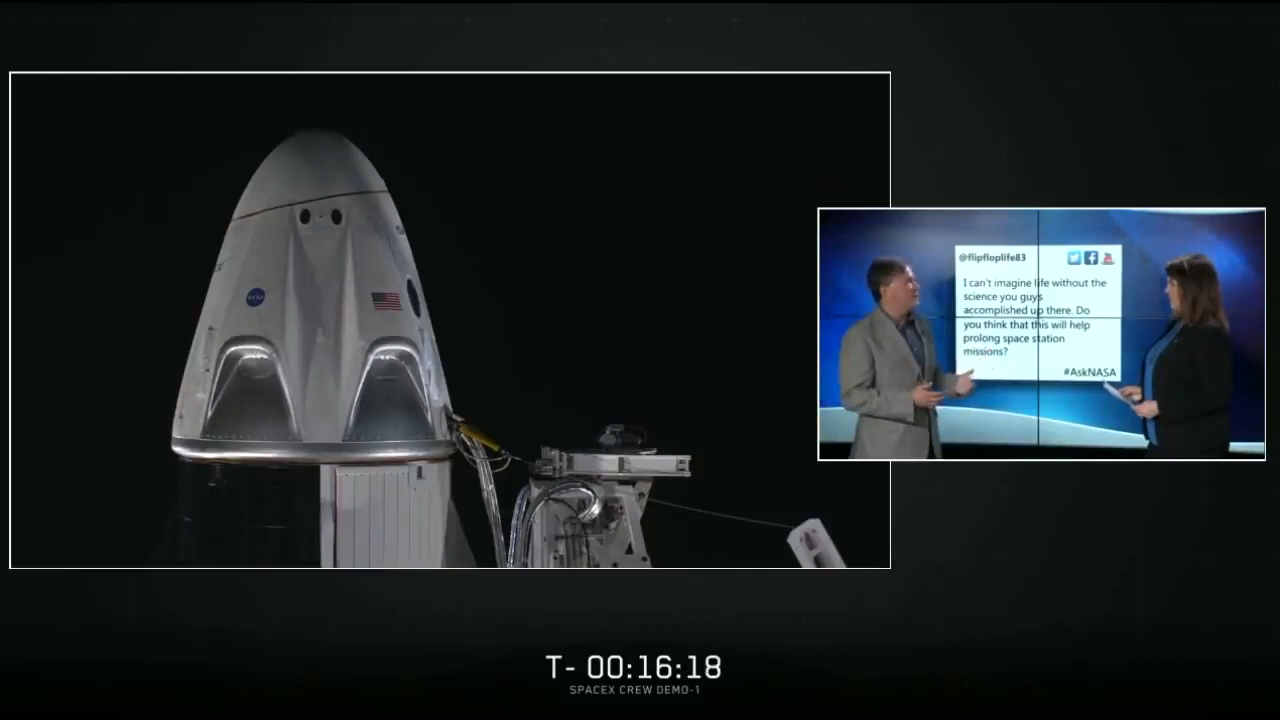 NASA
@flipfloplife83
I can't imagine life without the
science you guys
accomplished up there. Do
you think that this will help
prolong space station
missions?
#AskNASA
T- 00:16:18
SPACEX CREW DEMO-1